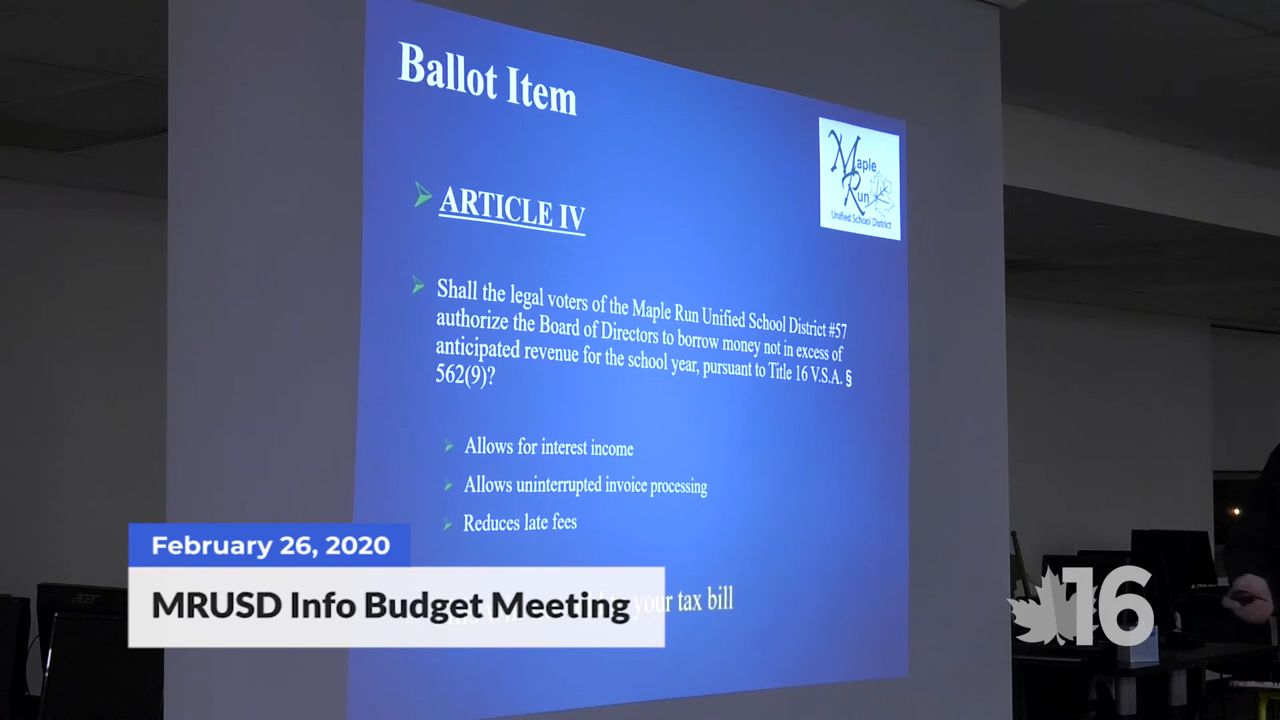 Ballot Item
Maple
Run
Unified School District
ARTICLE IV
Shall the legal voters of the Maple Run Unified School District #57
authorize the Board of Directors to borrow money not in excess of
anticipated revenue for the school year, pursuant to Title 16 V.S.A. §
562(9)?
Allows for interest income
Allows uninterrupted invoice processing
Reduces late fees
your tax bill
February 26, 2020
MRUSD Info Budget Meeting
acer
16